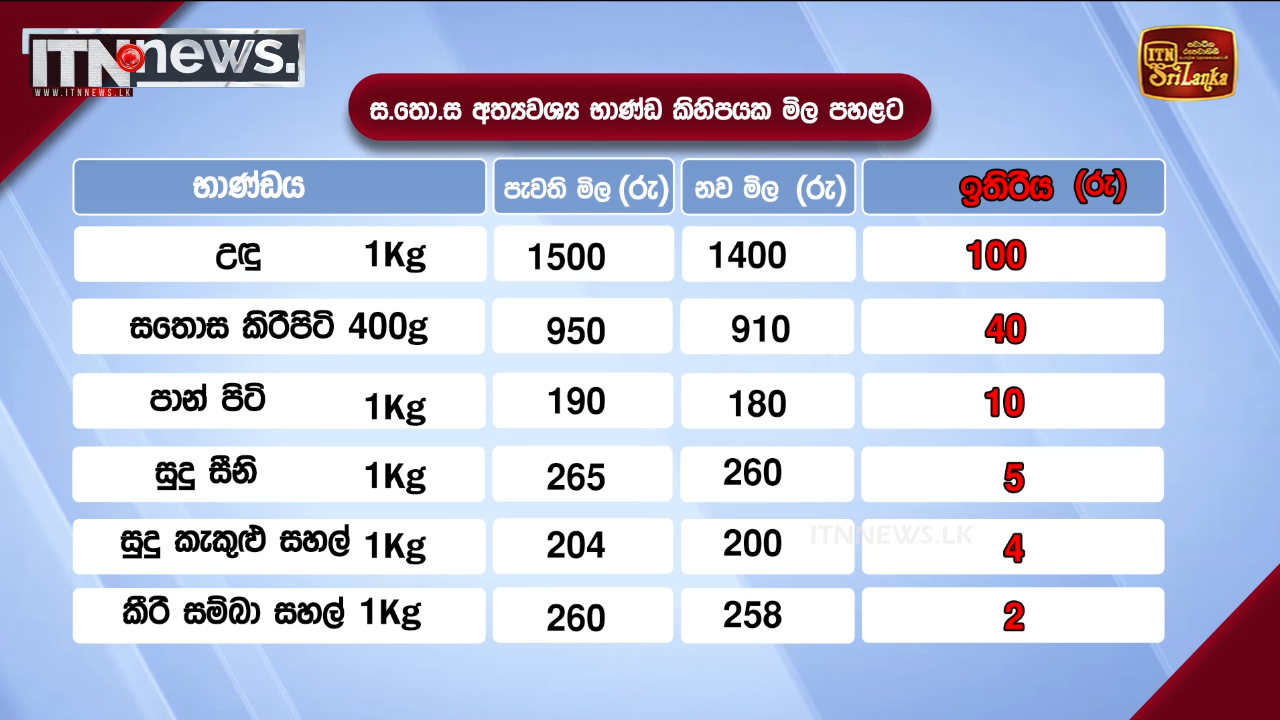 ITN news.
WWW.ITNNEWS.LK
ITN
Sri Lanka
ස.තො.ස අත්‍යවශ්‍ය භාණ්ඩ කිහිපයක මිල පහළට
භාණ්ඩය පැවති මිල (රු) නව මිල (රු) ඉතිරිය (රු)
උඳු 1Kg 1500 1400 100
සතොස කිරිපිටි 400g 950 910 40
පාන් පිටි 1Kg 190 180 10
සුදු සීනි 1Kg 265 260 5
සුදු කැකුළු සහල් 1Kg 204 200 4
කීරි සම්බා සහල් 1Kg 260 258 2
ITNNEWS.LK